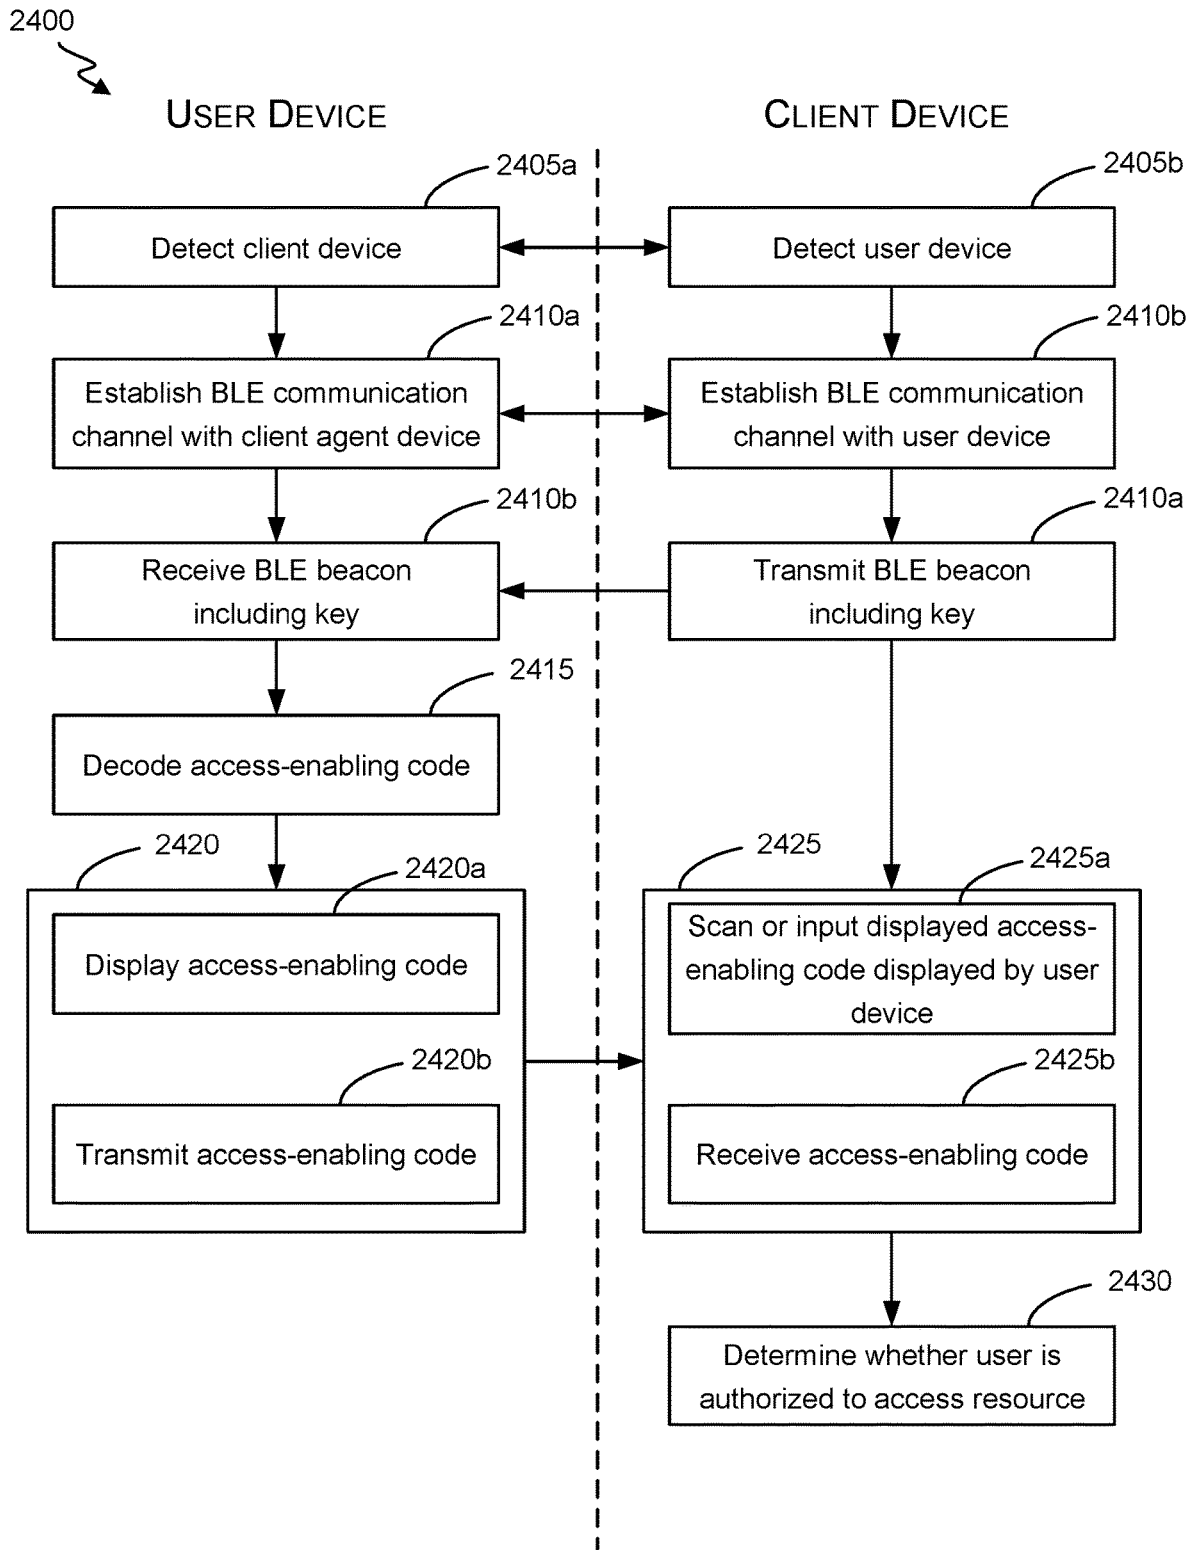 2400
USER DEVICE
CLIENT DEVICE
2405a
2405b
Detect client device
Detect user device
2410a
2410b
Establish BLE communication
channel with client agent device
Establish BLE communication
channel with user device
2410b
2410a
Receive BLE beacon
including key
Transmit BLE beacon
including key
2415
Decode access-enabling code
2420
2420a
Display access-enabling code
2420b
Transmit access-enabling code
2425
2425a
Scan or input displayed access-
enabling code displayed by user
device
2425b
Receive access-enabling code
2430
Determine whether user is
authorized to access resource